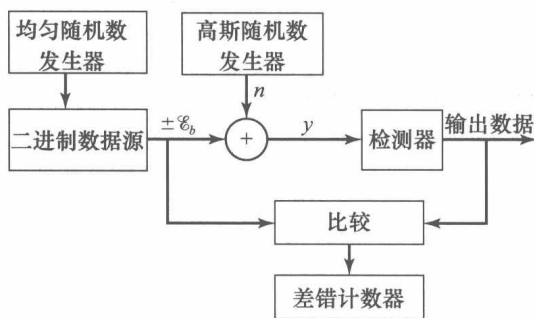 均匀随机数
发生器
高斯随机数
发生器
n
二进制数据源
±ℰb
+
y
检测器
输出数据
比较
差错计数器